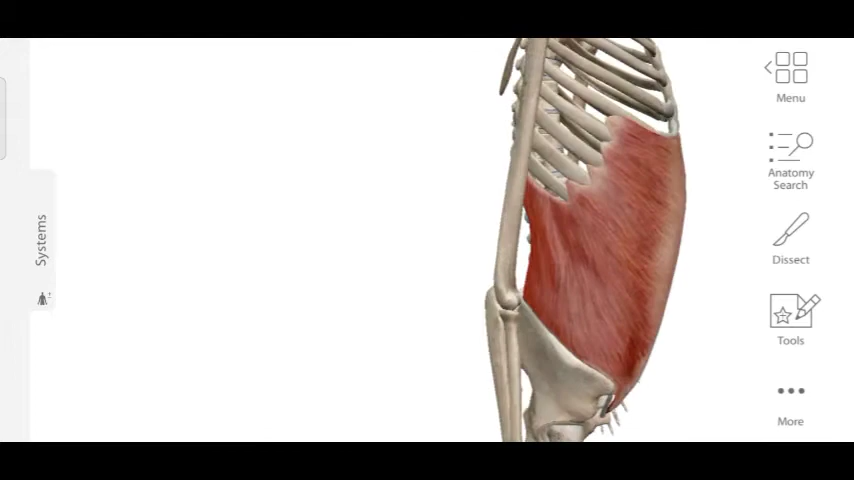 Systems
Menu
Anatomy
Search
Dissect
Tools
More